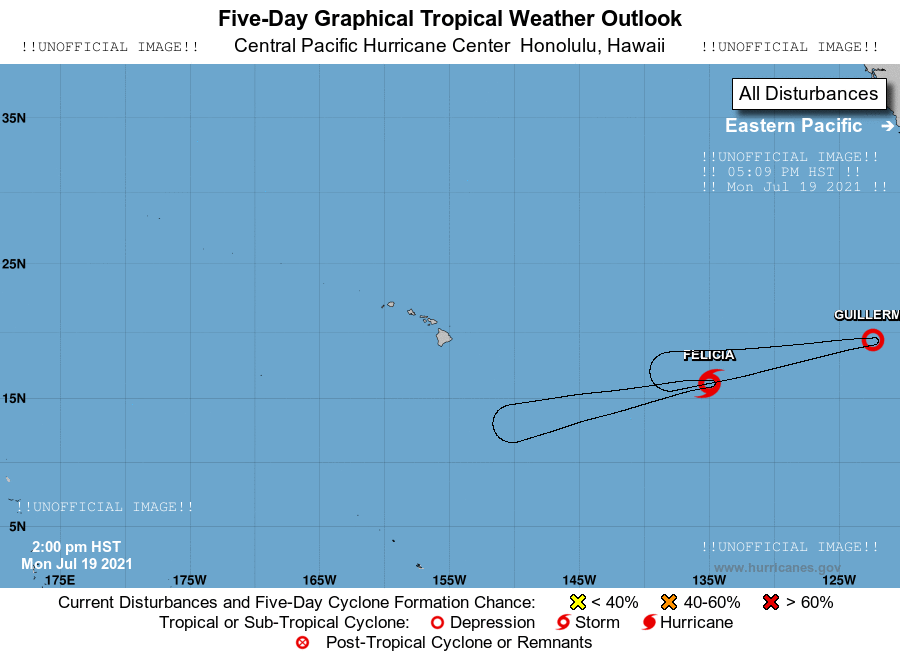 Five-Day Graphical Tropical Weather Outlook
!!UNOFFICIAL IMAGE!! Central Pacific Hurricane Center Honolulu, Hawaii !!UNOFFICIAL IMAGE!!
All Disturbances
35N
Eastern Pacific
!!UNOFFICIAL IMAGE!!
!! 05:09 PM HST !!
!! Mon Jul 19 2021 !!
25N
GUILLERM
FELICIA
15N
!!UNOFFICIAL IMAGE!!
5N
2:00 pm HST
Mon Jul 19 2021
!!UNOFFICIAL IMAGE!!
www.hurricanes.gov
175E 175W 165W 155W 145W 135W 125W
Current Disturbances and Five-Day Cyclone Formation Chance: < 40% 40-60% > 60%
Tropical or Sub-Tropical Cyclone: Depression Storm Hurricane
Post-Tropical Cyclone or Remnants